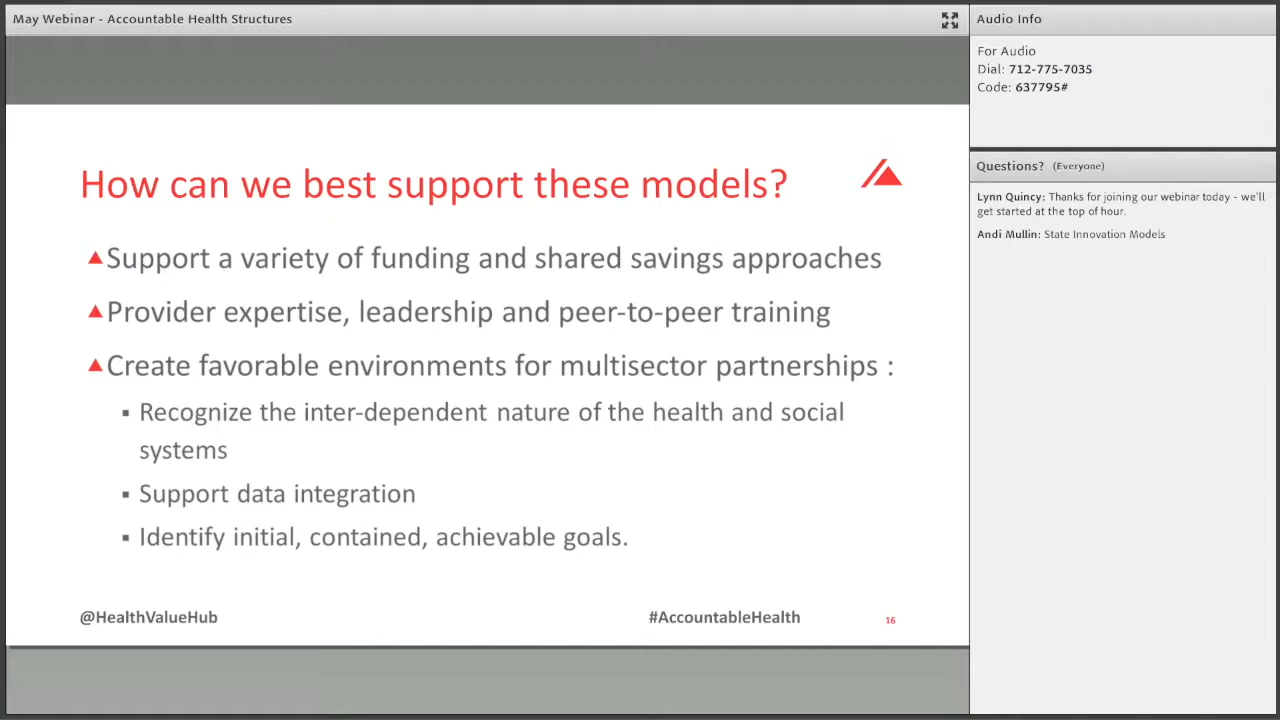 May Webinar - Accountable Health Structures
How can we best support these models?
Support a variety of funding and shared savings approaches
Provider expertise, leadership and peer-to-peer training
Create favorable environments for multisector partnerships :
▪ Recognize the inter-dependent nature of the health and social
systems
▪ Support data integration
▪ Identify initial, contained, achievable goals.
@HealthValueHub
#AccountableHealth
16
Audio Info
For Audio
Dial: 712-775-7035
Code: 637795#
Questions? (Everyone)
Lynn Quincy: Thanks for joining our webinar today - we'll
get started at the top of hour.
Andi Mullin: State Innovation Models